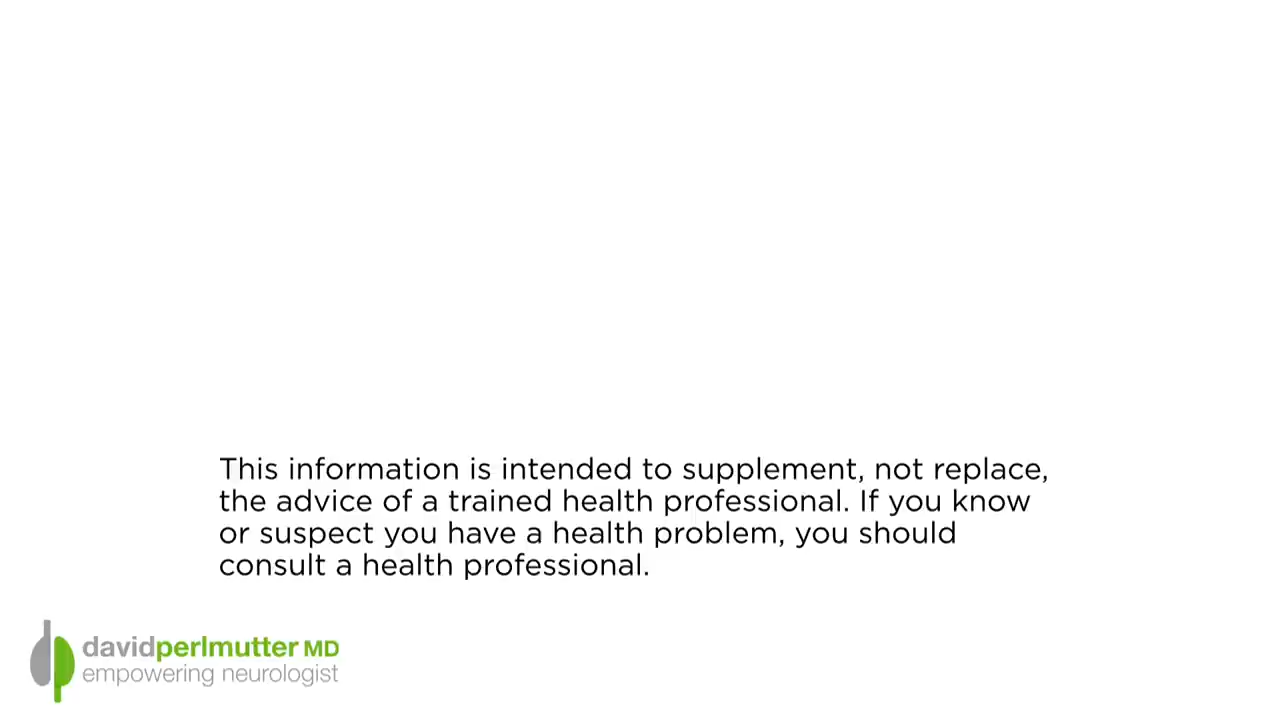 This information is intended to supplement, not replace,
the advice of a trained health professional. If you know
or suspect you have a health problem, you should
consult a health professional.
davidperlmutter MD
empowering neurologist